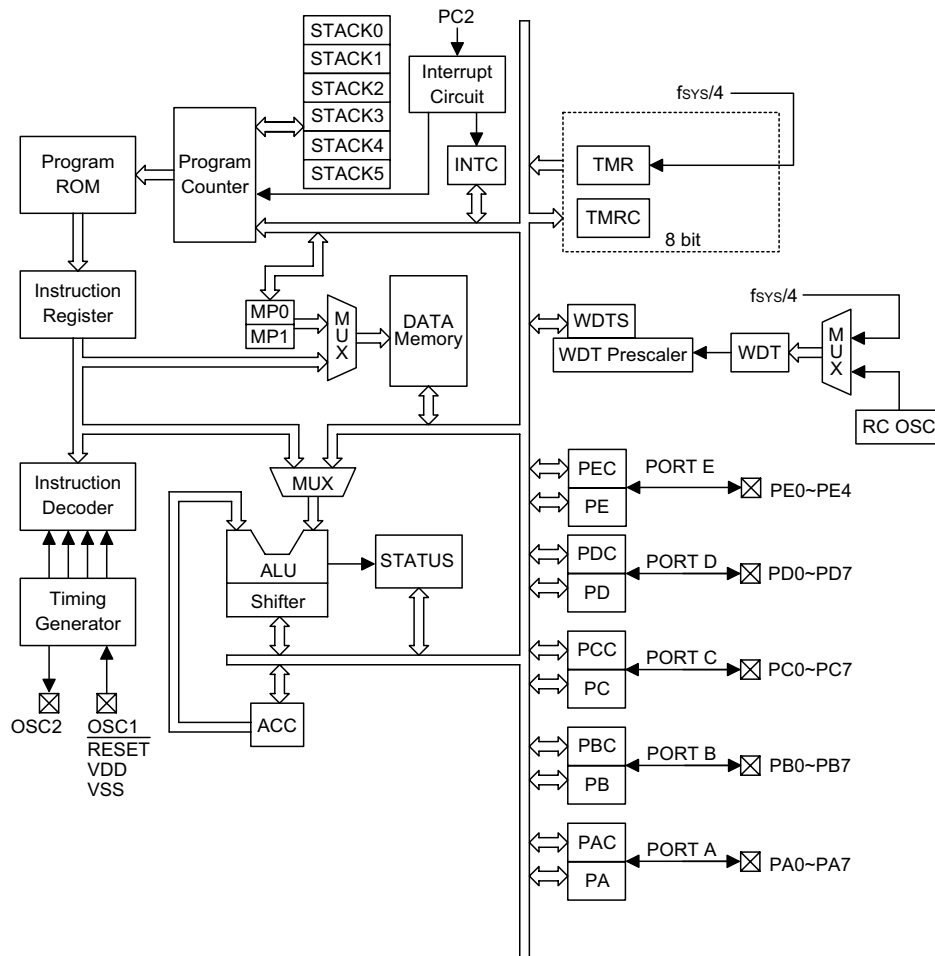 STACK0
STACK1
STACK2
STACK3
STACK4
STACK5
PC2
Interrupt
Circuit
INTC
Program
ROM
Program
Counter
fSYS/4
TMR
TMRC
8 bit
Instruction
Register
MP0
MP1
MUX
DATA
Memory
WDTS
WDT Prescaler
WDT
MUX
fSYS/4
RC OSC
Instruction
Decoder
MUX
ALU
Shifter
STATUS
Timing
Generator
OSC2
OSC1
RESET
VDD
VSS
ACC
PEC
PE
PORT E
PE0~PE4
PDC
PD
PORT D
PD0~PD7
PCC
PC
PORT C
PC0~PC7
PBC
PB
PORT B
PB0~PB7
PAC
PA
PORT A
PA0~PA7